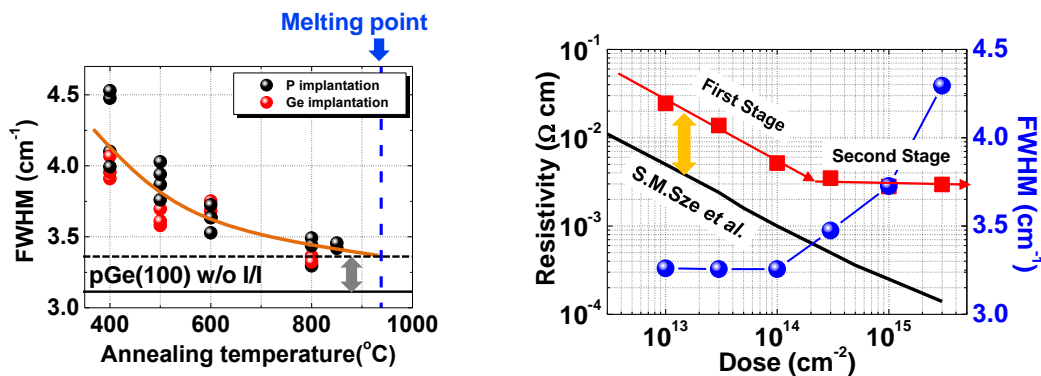 Melting point
P implantation
Ge implantation
4.5
4.0
3.5
3.0
FWHM (cm⁻¹)
pGe(100) w/o I/I
400 600 800 1000
Annealing temperature(°C)
10⁻¹
10⁻²
10⁻³
10⁻⁴
Resistivity (Ω cm)
First Stage
Second Stage
S.M.Sze et al.
4.5
4.0
3.5
3.0
FWHM (cm⁻¹)
10¹³ 10¹⁴ 10¹⁵
Dose (cm⁻²)